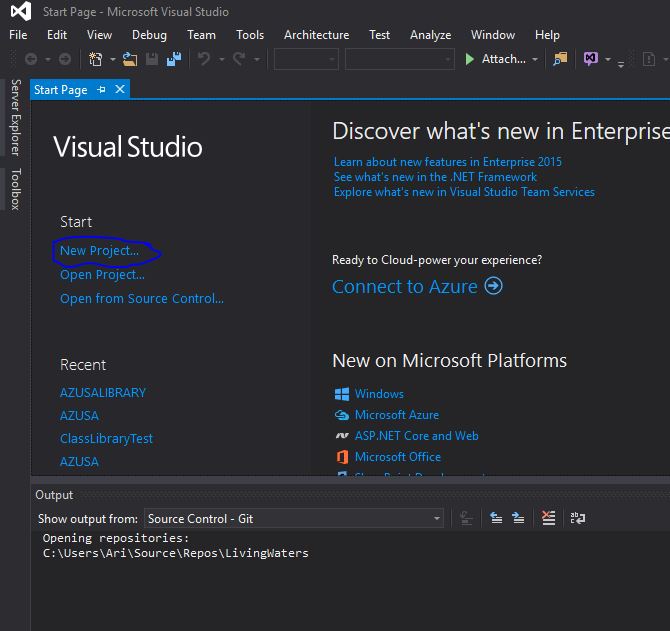 Start Page - Microsoft Visual Studio
File Edit View Debug Team Tools Architecture Test Analyze Window Help
Attach...
Server Explorer
Toolbox
Start Page
Visual Studio
Start
New Project...
Open Project...
Open from Source Control...
Recent
AZUSALIBRARY
AZUSA
ClassLibraryTest
AZUSA
Discover what's new in Enterprise
Learn about new features in Enterprise 2015
See what's new in the .NET Framework
Explore what's new in Visual Studio Team Services
Ready to Cloud-power your experience?
Connect to Azure
New on Microsoft Platforms
Windows
Microsoft Azure
ASP.NET Core and Web
Microsoft Office
Output
Show output from: Source Control - Git
Opening repositories:
C:\Users\Ari\Source\Repos\LivingWaters